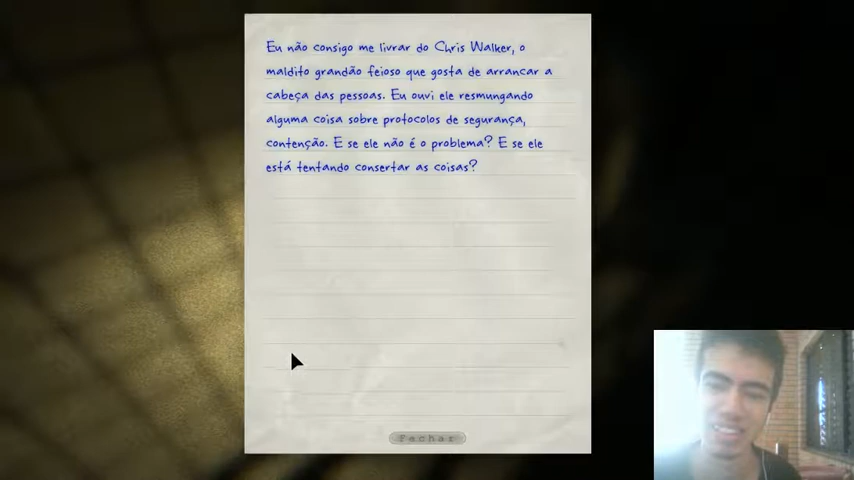 Eu não consigo me livrar do Chris Walker, o
maldito grandão feioso que gosta de arrancar a
cabeça das pessoas. Eu ouvi ele resmungando
alguma coisa sobre protocolos de segurança,
contenção. E se ele não é o problema? E se ele
está tentando consertar as coisas?
Fechar